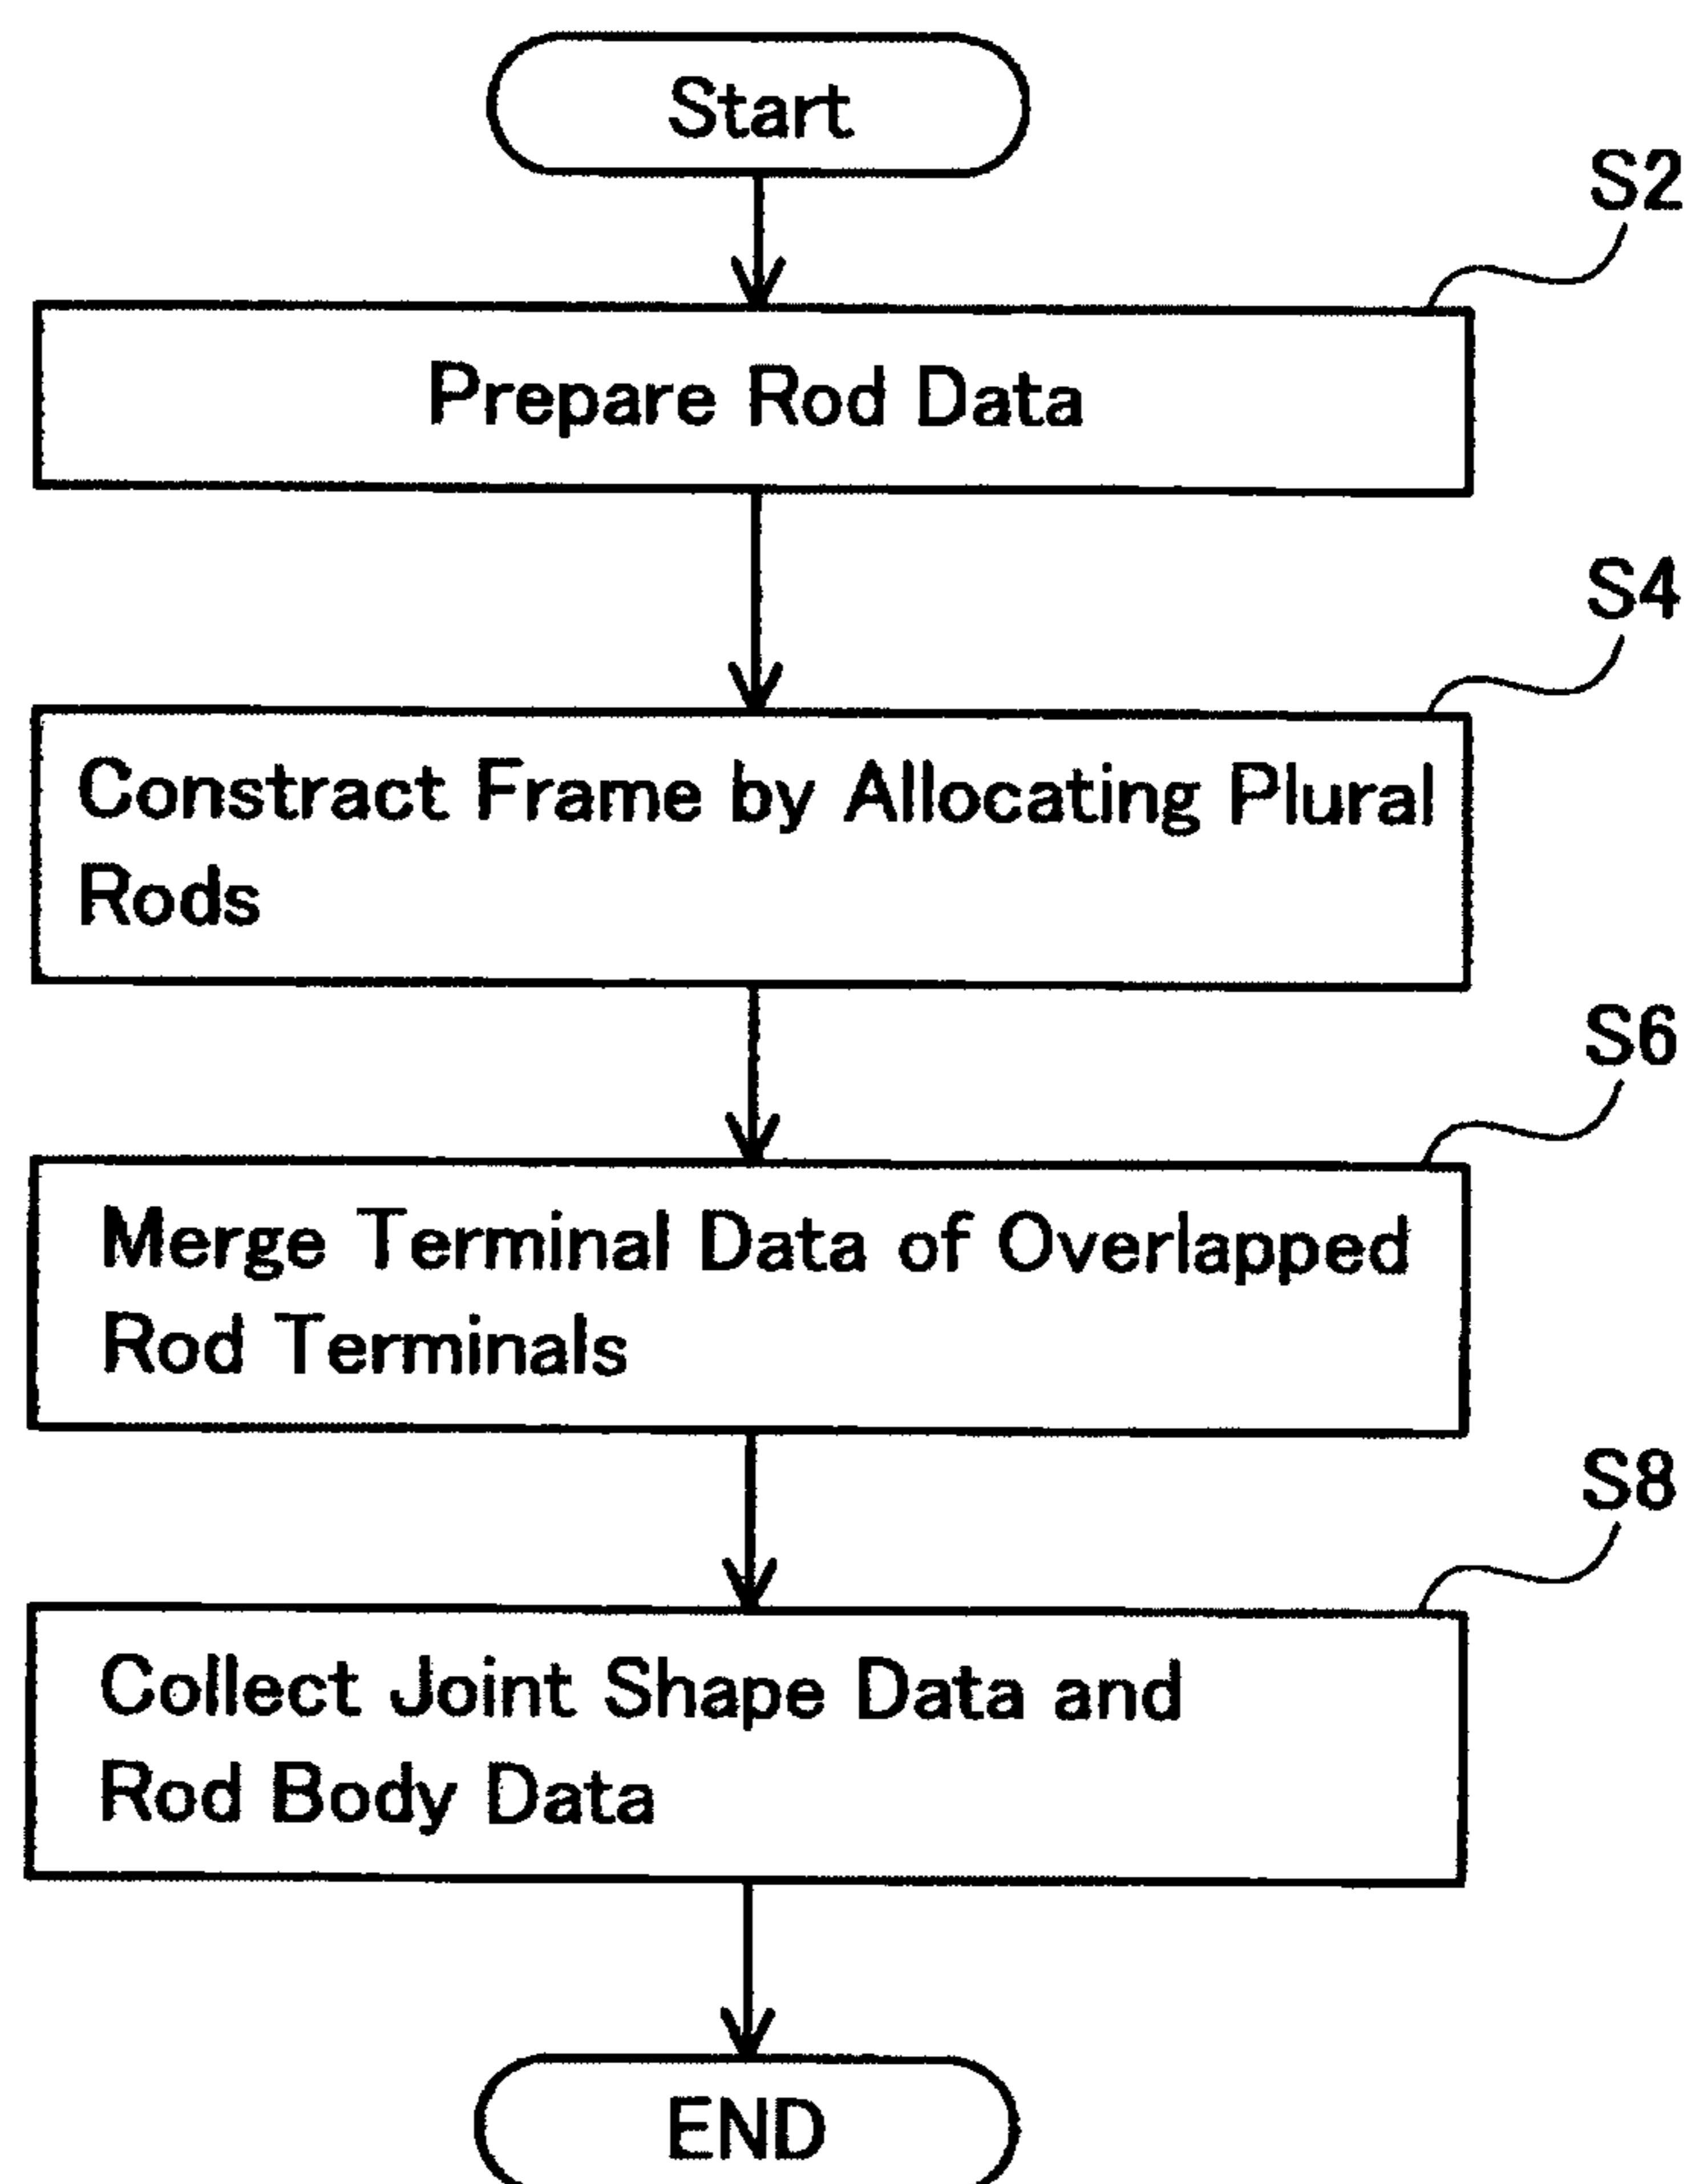 Start
S2
Prepare Rod Data
S4
Constract Frame by Allocating Plural
Rods
S6
Merge Terminal Data of Overlapped
Rod Terminals
S8
Collect Joint Shape Data and
Rod Body Data
END